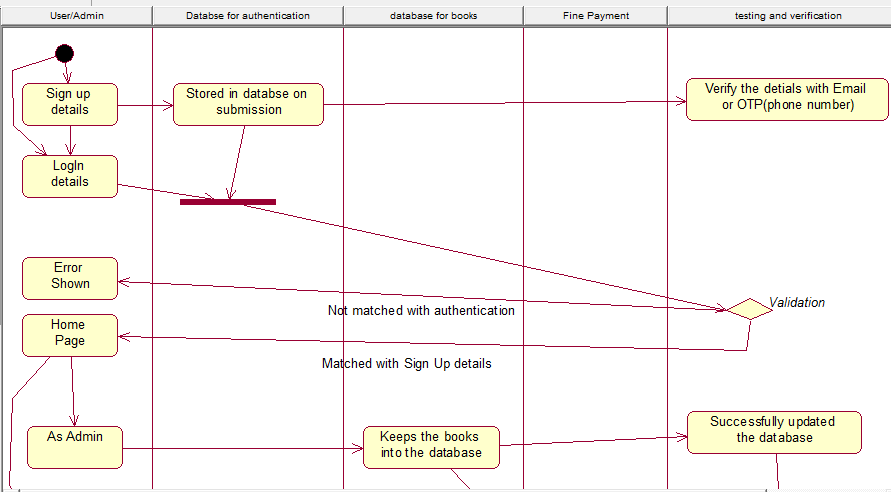 User/Admin
Databse for authentication
database for books
Fine Payment
testing and verification
Sign up
details
Stored in databse on
submission
Verify the detials with Email
or OTP(phone number)
LogIn
details
Error
Shown
Validation
Not matched with authentication
Home
Page
Matched with Sign Up details
As Admin
Keeps the books
into the database
Successfully updated
the database